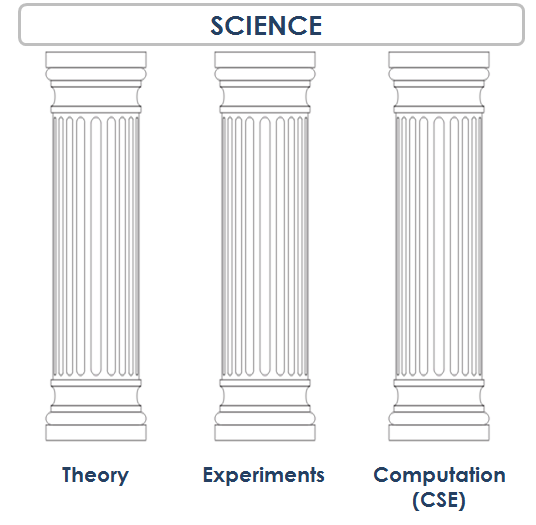 SCIENCE
Theory
Experiments
Computation
(CSE)